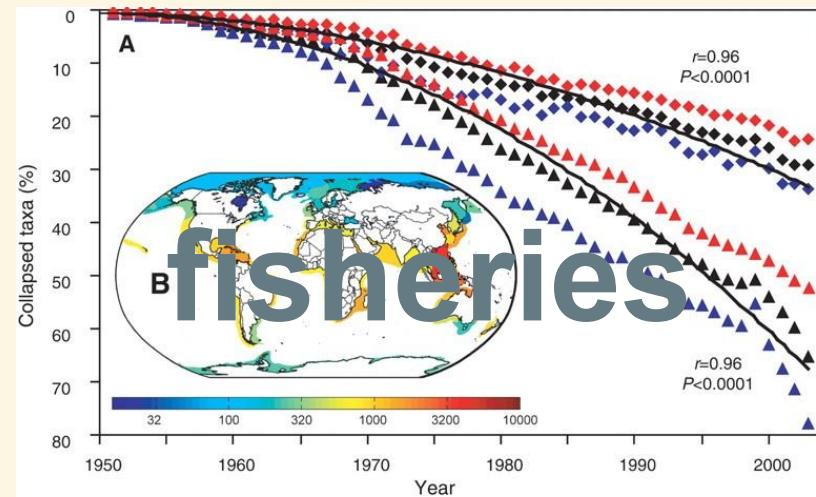 0
A
r=0.96
P<0.0001
10
20
30
40
50
60
70
80
Collapsed taxa (%)
B
fisheries
r=0.96
P<0.0001
32 100 320 1000 3200 10000
1950 1960 1970 1980 1990 2000
Year